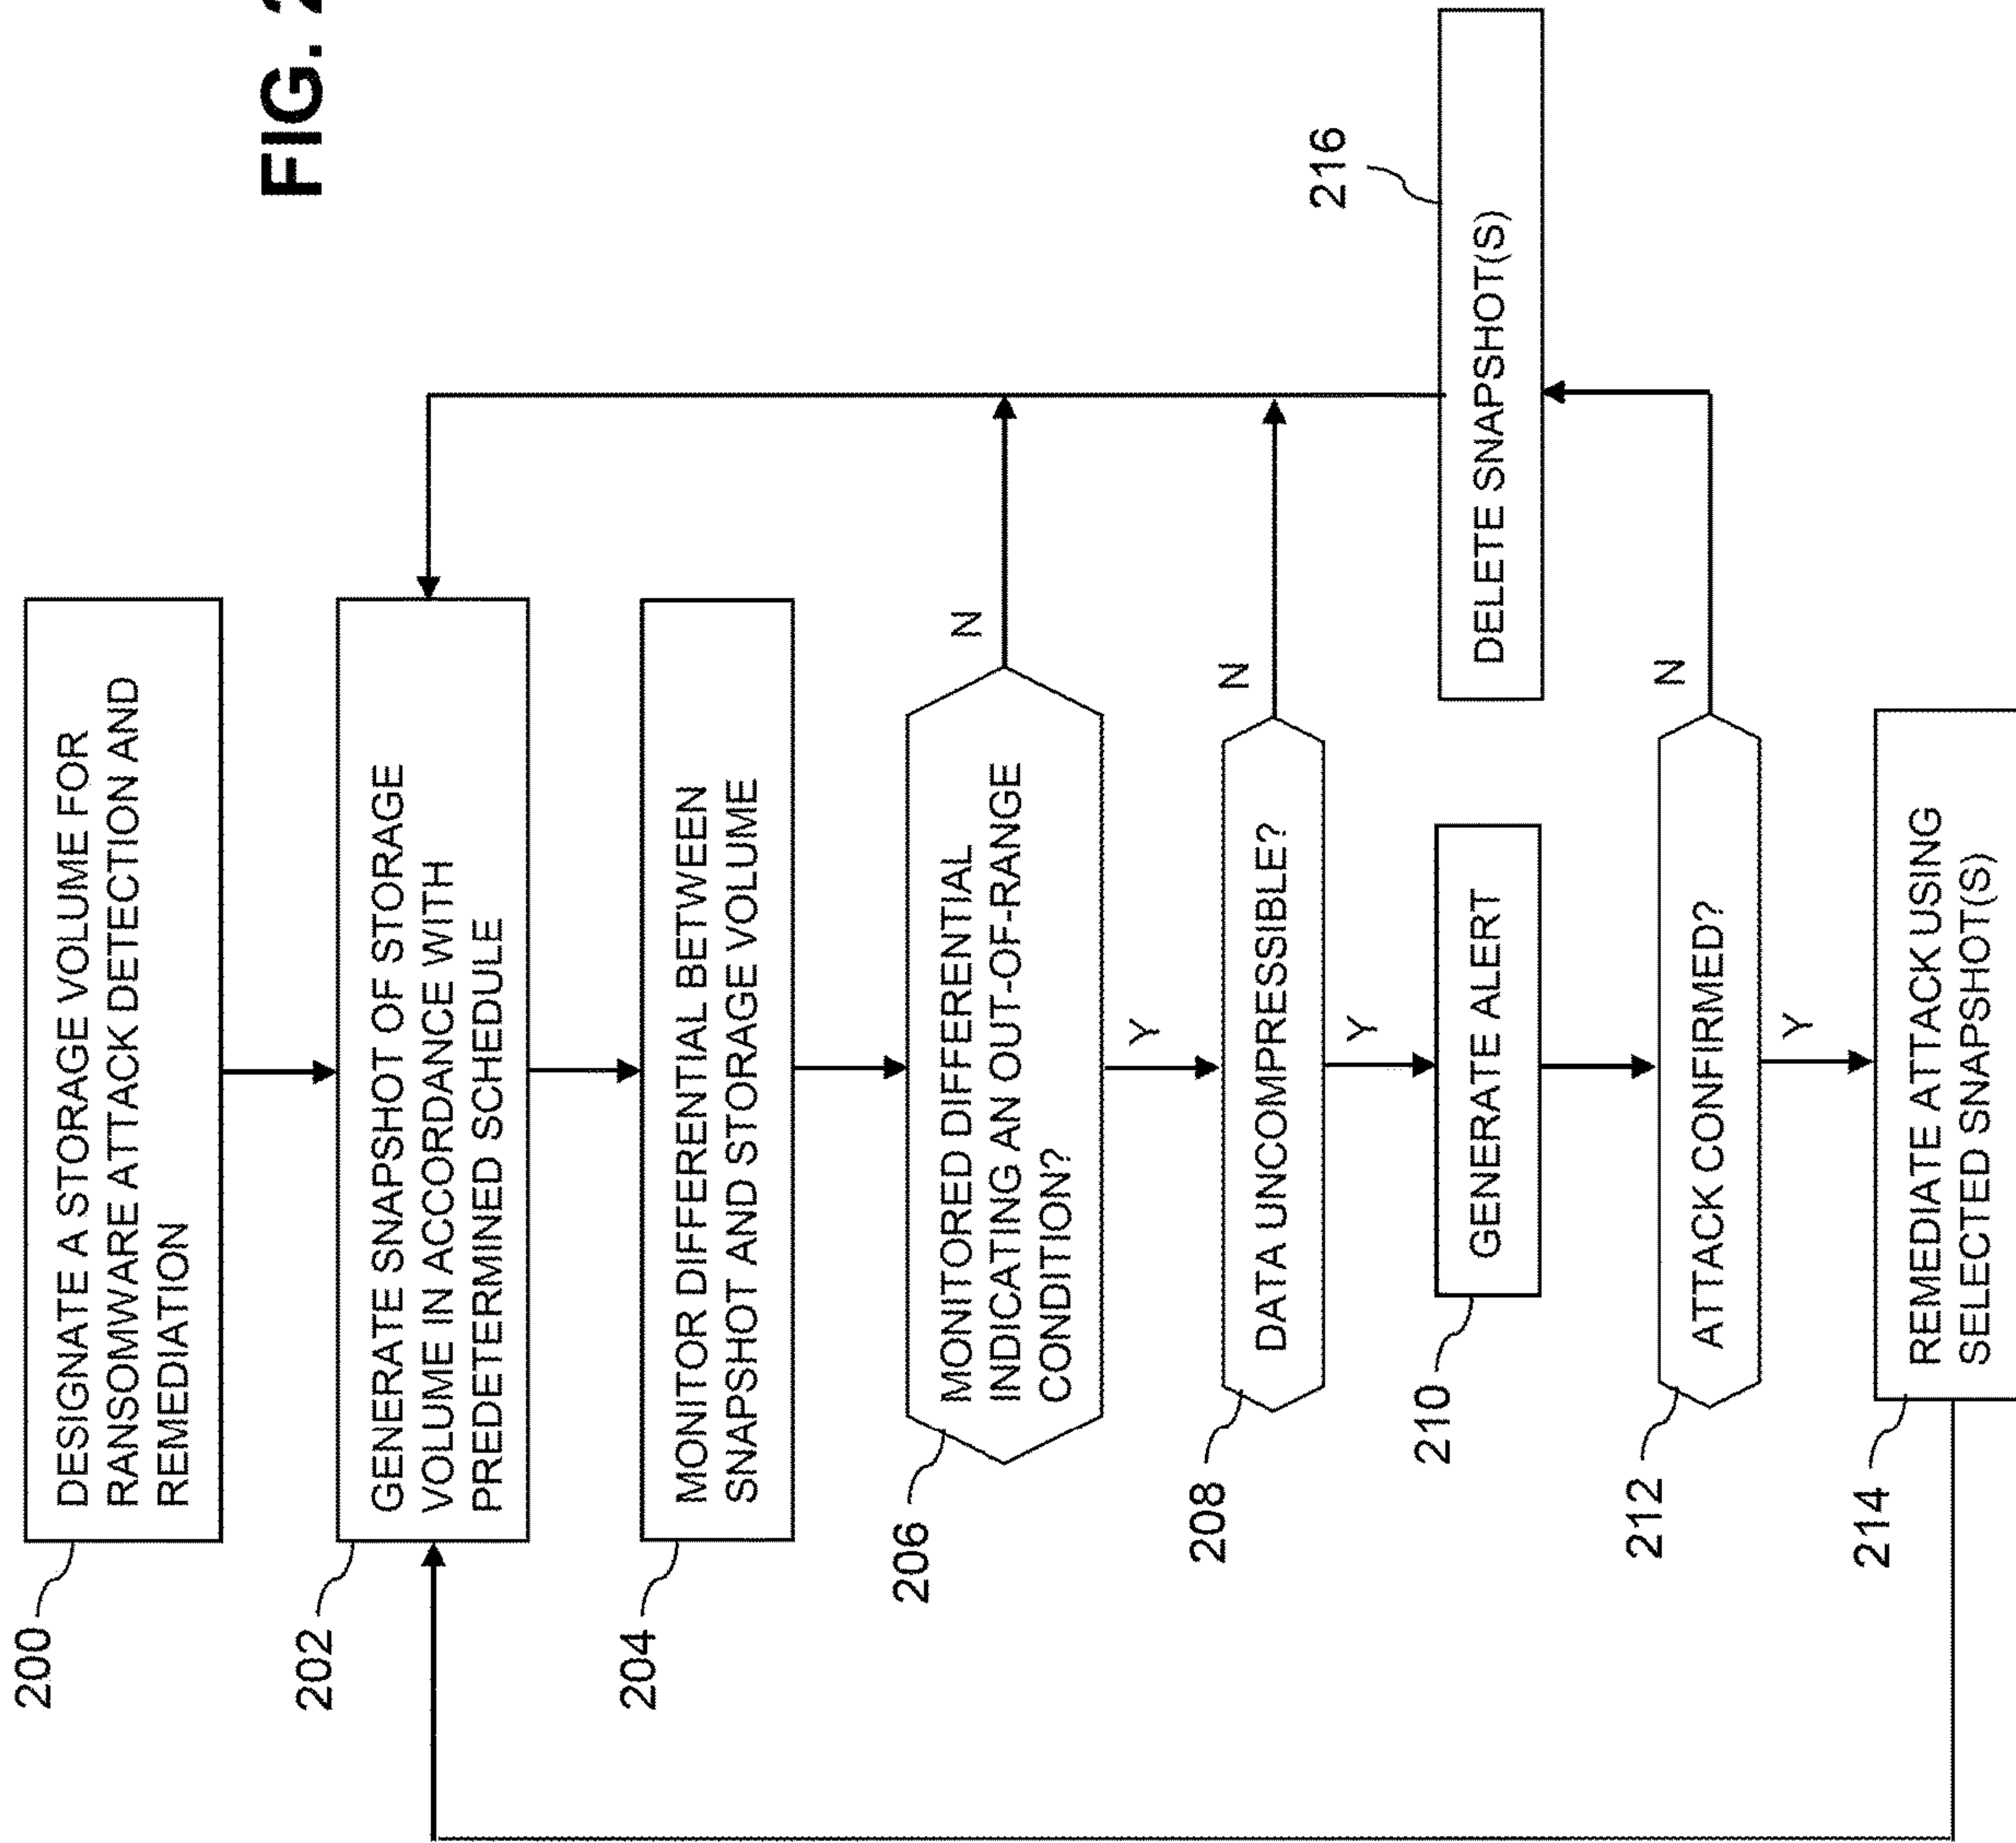 FIG. 2
200
DESIGNATE A STORAGE VOLUME FOR
RANSOMWARE ATTACK DETECTION AND
REMEDIATION
202
GENERATE SNAPSHOT OF STORAGE
VOLUME IN ACCORDANCE WITH
PREDETERMINED SCHEDULE
204
MONITOR DIFFERENTIAL BETWEEN
SNAPSHOT AND STORAGE VOLUME
206
MONITORED DIFFERENTIAL
INDICATING AN OUT-OF-RANGE
CONDITION?
N
Y
208
DATA UNCOMPRESSIBLE?
N
Y
210
GENERATE ALERT
216
DELETE SNAPSHOT(S)
212
ATTACK CONFIRMED?
N
Y
214
REMEDIATE ATTACK USING
SELECTED SNAPSHOT(S)